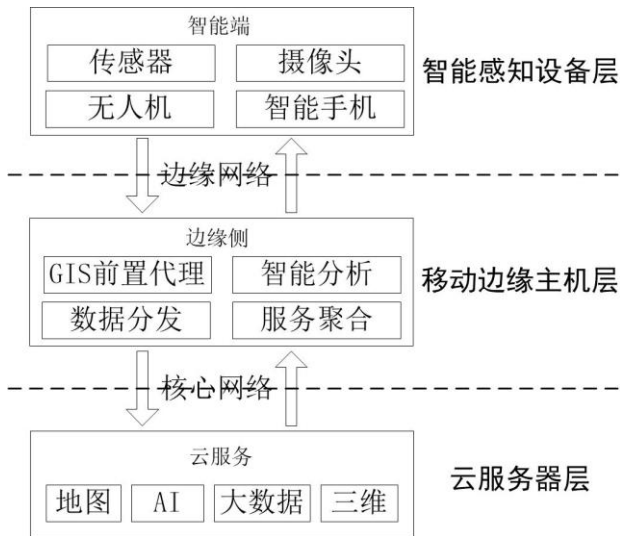 智能端
传感器 摄像头
智能感知设备层
无人机 智能手机
边缘网络
边缘侧
GIS前置代理 智能分析
移动边缘主机层
数据分发 服务聚合
核心网络
云服务
云服务器层
地图 AI 大数据 三维